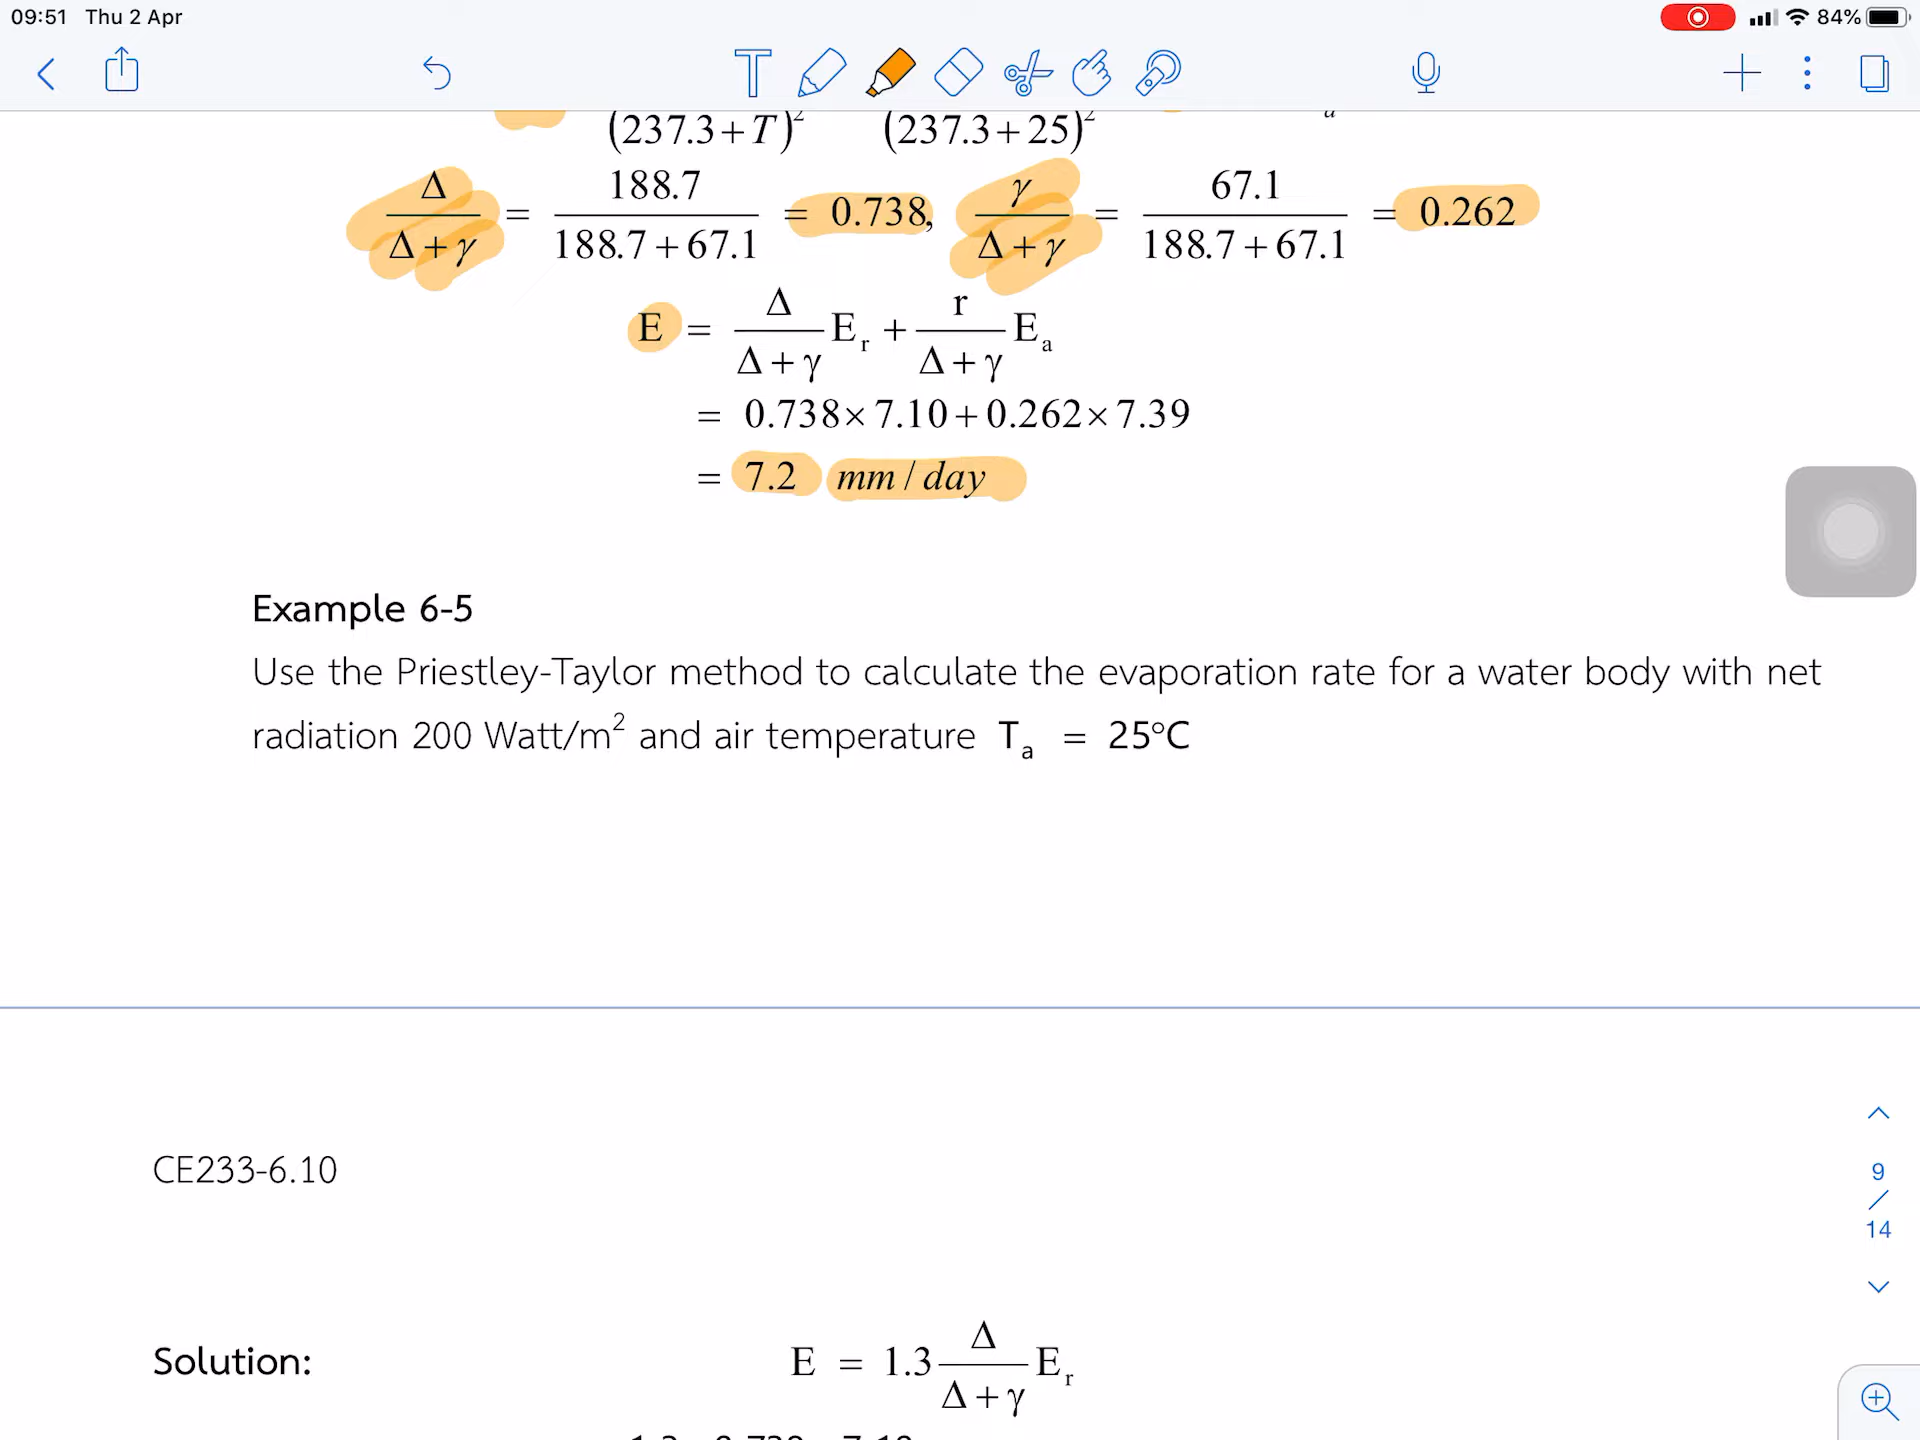 09:51 Thu 2 Apr 84%
(237.3+T)² (237.3+25)² a
Δ/(Δ+γ) = 188.7/(188.7+67.1) = 0.738, γ/(Δ+γ) = 67.1/(188.7+67.1) = 0.262
E = Δ/(Δ+γ) E_r + r/(Δ+γ) E_a
= 0.738×7.10+0.262×7.39
= 7.2 mm/day
Example 6-5
Use the Priestley-Taylor method to calculate the evaporation rate for a water body with net
radiation 200 Watt/m² and air temperature T_a = 25°C
CE233-6.10
9
/
14
Solution: E = 1.3 Δ/(Δ+γ) E_r